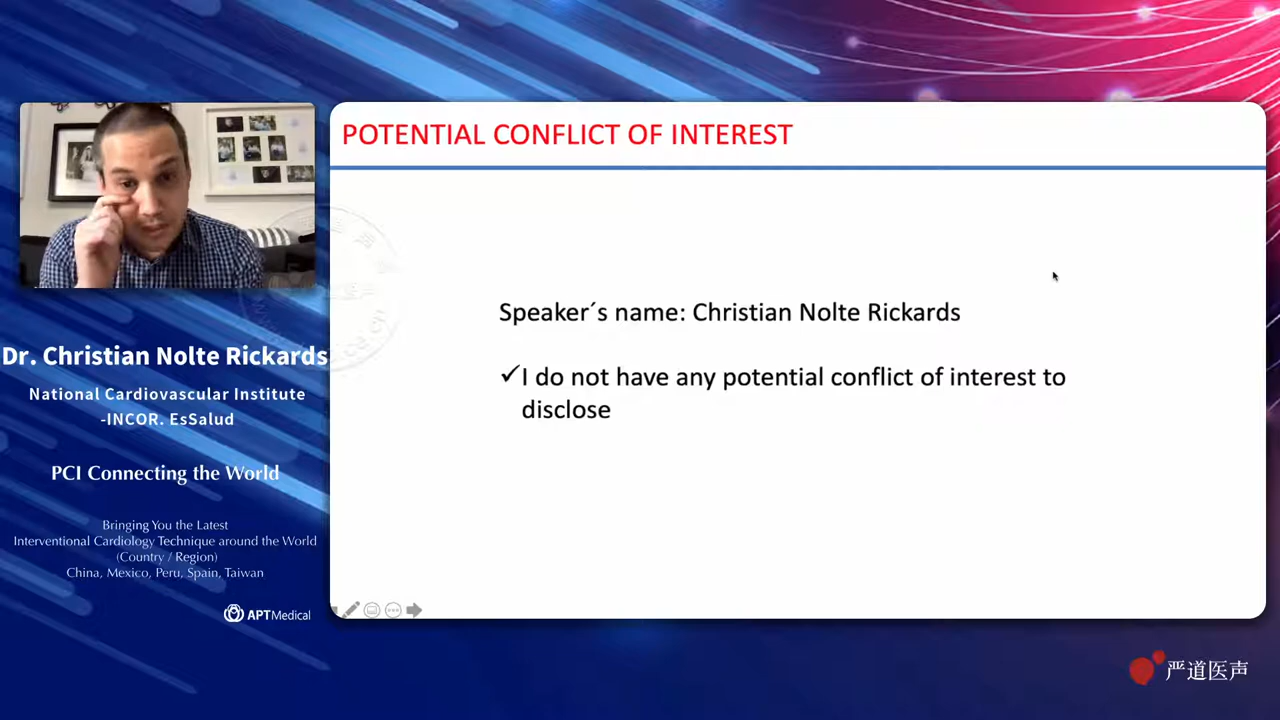 POTENTIAL CONFLICT OF INTEREST
Speaker´s name: Christian Nolte Rickards
✓I do not have any potential conflict of interest to
disclose
Dr. Christian Nolte Rickards
National Cardiovascular Institute
-INCOR. EsSalud
PCI Connecting the World
Bringing You the Latest
Interventional Cardiology Technique around the World
(Country / Region)
China, Mexico, Peru, Spain, Taiwan
APTMedical
严道医声